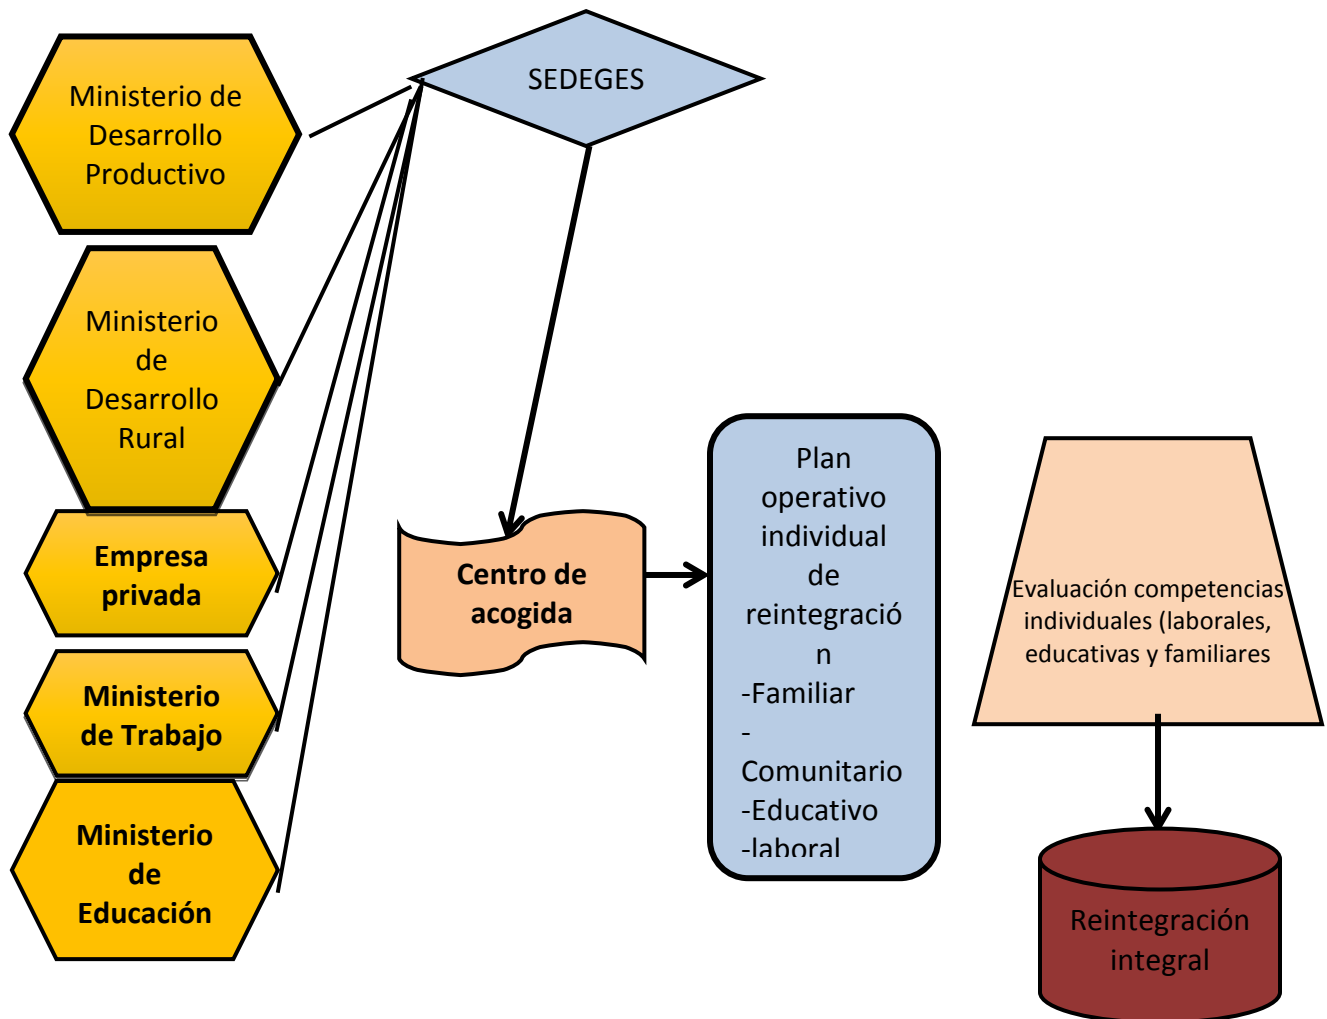 Ministerio de
Desarrollo
Productivo
SEDEGES
Ministerio
de
Desarrollo
Rural
Empresa
privada
Ministerio
de Trabajo
Ministerio
de
Educación
Centro de
acogida
Plan
operativo
individual
de
reintegració
n
-Familiar
-
Comunitario
-Educativo
-laboral
Evaluación competencias
individuales (laborales,
educativas y familiares
Reintegración
integral